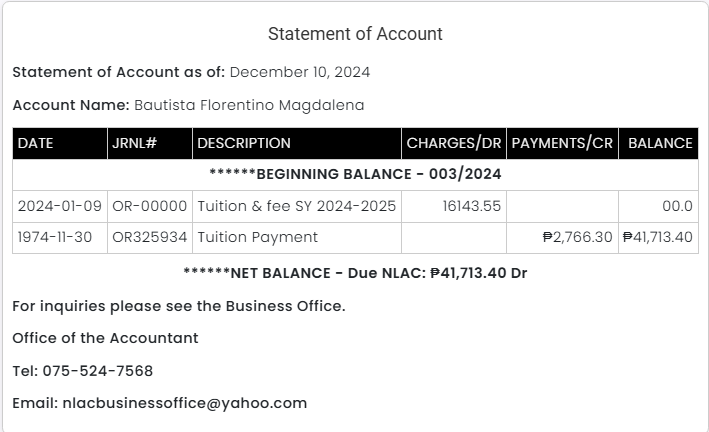 Statement of Account
Statement of Account as of: December 10, 2024
Account Name: Bautista Florentino Magdalena
DATE JRNL# DESCRIPTION CHARGES/DR PAYMENTS/CR BALANCE
******BEGINNING BALANCE - 003/2024
2024-01-09 OR-00000 Tuition & fee SY 2024-2025 16143.55 00.0
1974-11-30 OR325934 Tuition Payment ₱2,766.30 ₱41,713.40
******NET BALANCE - Due NLAC: ₱41,713.40 Dr
For inquiries please see the Business Office.
Office of the Accountant
Tel: 075-524-7568
Email: nlacbusinessoffice@yahoo.com